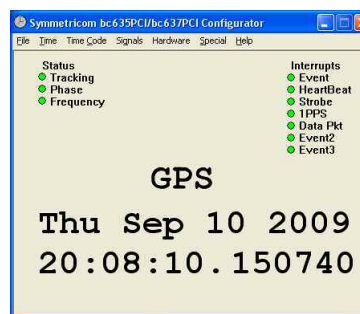 Symmetricom bc635PCI/bc637PCI Configurator
File Time Time Code Signals Hardware Special Help
Status
Tracking
Phase
Frequency
Interrupts
Event
HeartBeat
Strobe
1PPS
Data Pkt
Event2
Event3
GPS
Thu Sep 10 2009
20:08:10.150740